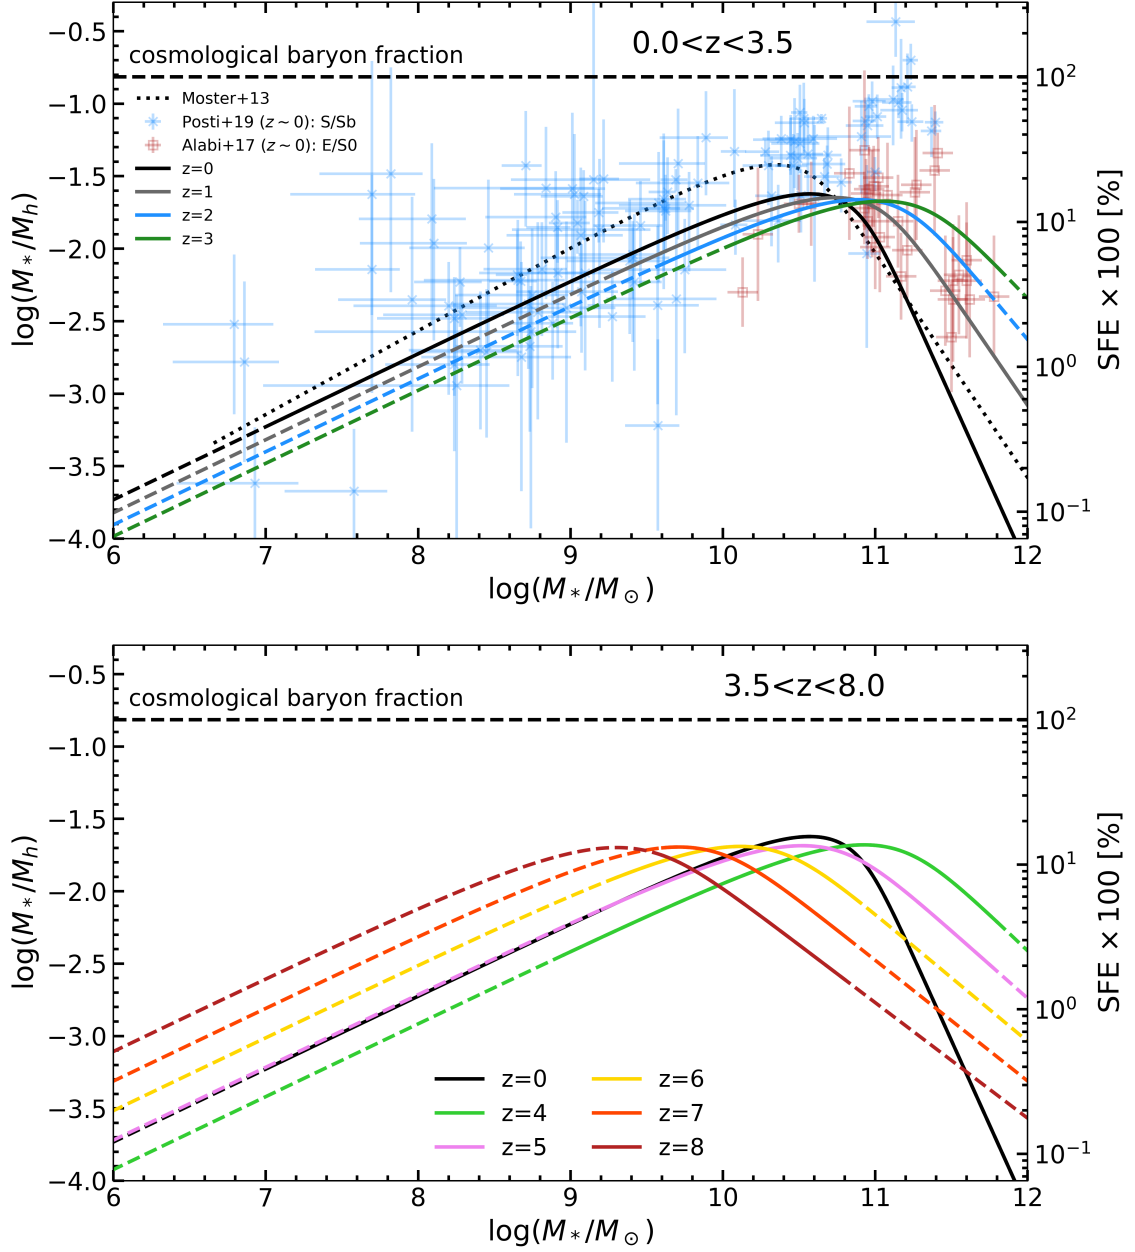 0.0<z<3.5
cosmological baryon fraction
Moster+13
Posti+19 (z ~ 0): S/Sb
Alabi+17 (z ~ 0): E/S0
z=0
z=1
z=2
z=3
−0.5
−1.0
−1.5
−2.0
−2.5
−3.0
−3.5
−4.0
log(M*/Mh)
10²
10¹
10⁰
10⁻¹
SFE × 100 [%]
6 7 8 9 10 11 12
log(M*/M⊙)
3.5<z<8.0
cosmological baryon fraction
−0.5
−1.0
−1.5
−2.0
−2.5
−3.0
−3.5
−4.0
log(M*/Mh)
10²
10¹
10⁰
10⁻¹
SFE × 100 [%]
z=0 z=6
z=4 z=7
z=5 z=8
6 7 8 9 10 11 12
log(M*/M⊙)